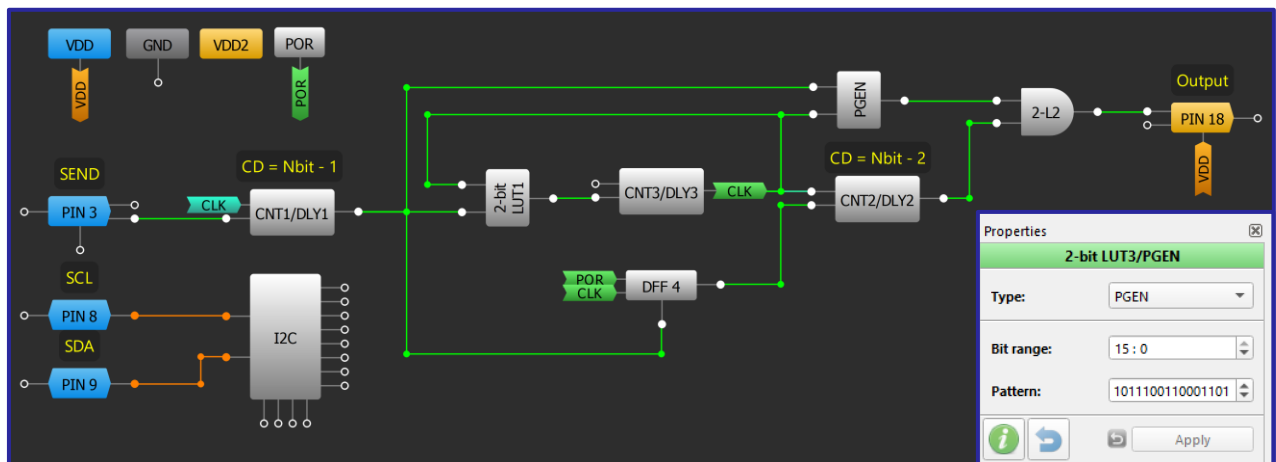 VDD
GND
VDD2
POR
VDD
POR
SEND
PIN 3
CLK
CD = Nbit - 1
CNT1/DLY1
2-bit
LUT1
CNT3/DLY3
CLK
CD = Nbit - 2
CNT2/DLY2
PGEN
2-L2
Output
PIN 18
VDD
POR
CLK
DFF 4
SCL
PIN 8
SDA
PIN 9
I2C
Properties
2-bit LUT3/PGEN
Type:
PGEN
Bit range:
15 : 0
Pattern:
1011100110001101
Apply